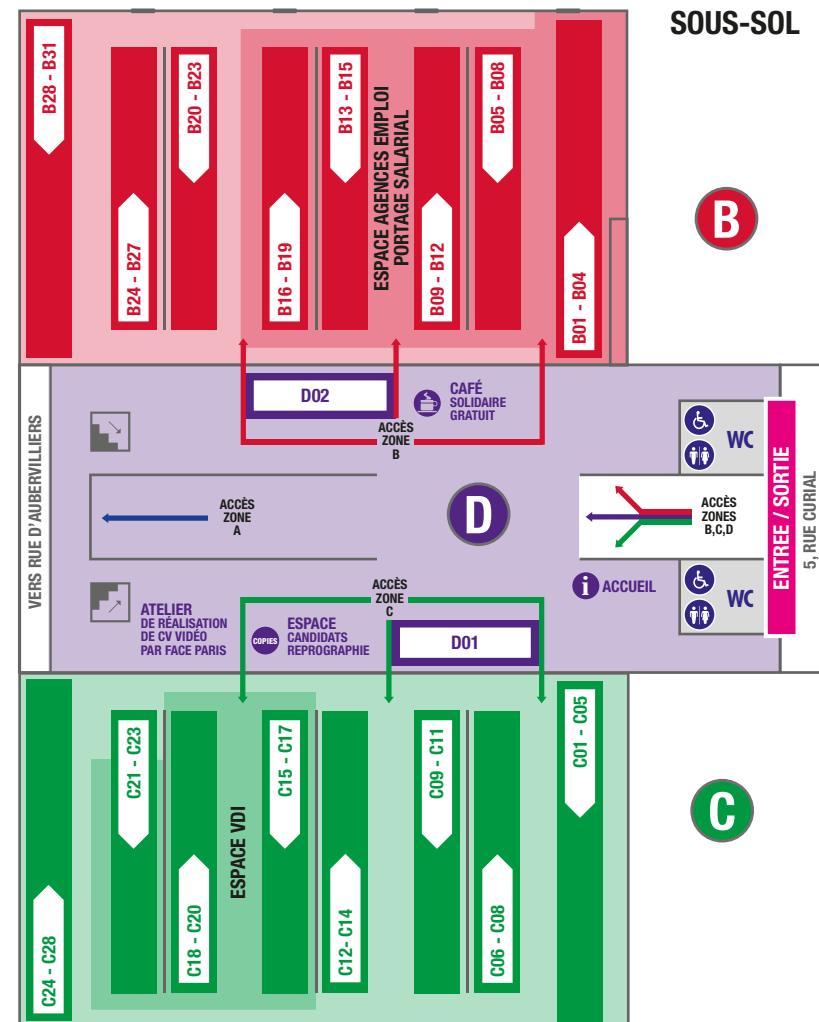 SOUS-SOL
B28 - B31
B20 - B23
B13 - B15
B05 - B08
B24 - B27
B16 - B19
ESPACE AGENCES EMPLOI
PORTAGE SALARIAL
B09 - B12
B01 - B04
B
D02
CAFÉ
SOLIDAIRE
GRATUIT
ACCÈS
ZONE
B
WC
VERS RUE D'AUBERVILLIERS
ACCÈS
ZONE
A
D
ACCÈS
ZONES
B,C,D
ENTREE / SORTIE
5, RUE CURIAL
ACCUEIL
WC
ATELIER
DE RÉALISATION
DE CV VIDÉO
PAR FACE PARIS
COPIES
ESPACE
CANDIDATS
REPROGRAPHIE
ACCÈS
ZONE
C
D01
C21 - C23
C15 - C17
C09 - C11
C01 - C05
ESPACE VDI
C
C24 - C28
C18 - C20
C12- C14
C06 - C08